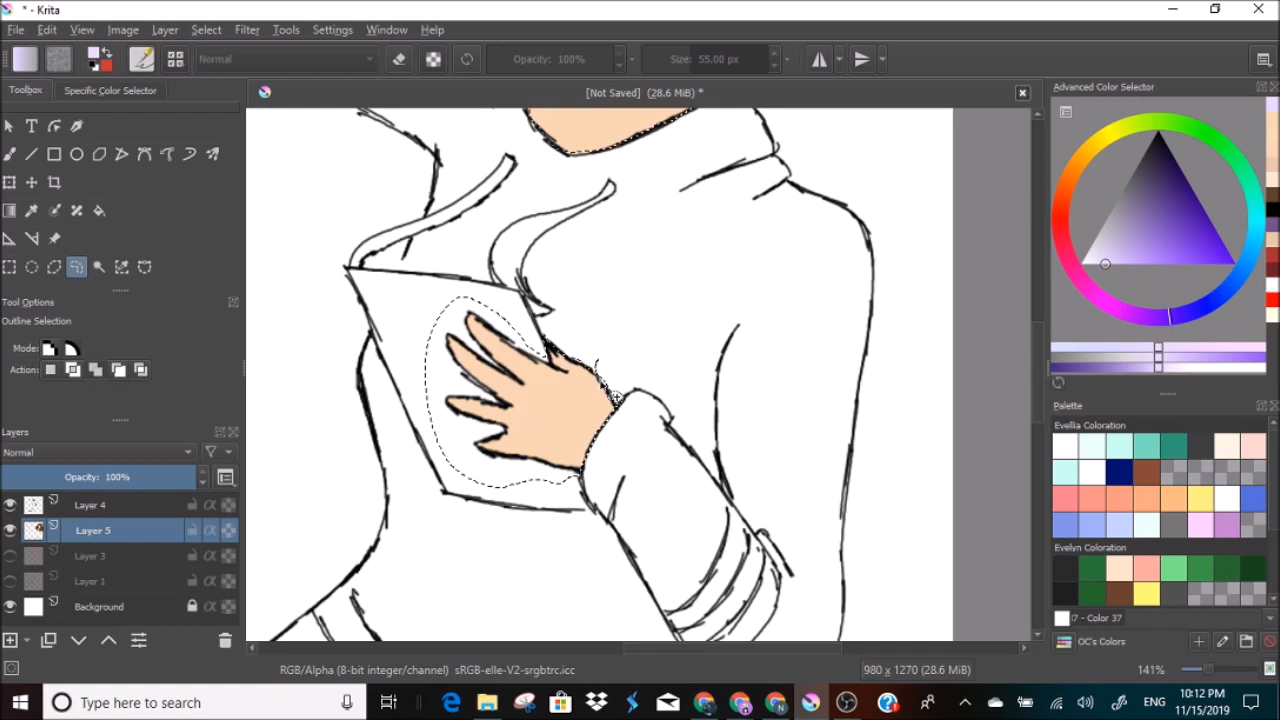 * - Krita
File Edit View Image Layer Select Filter Tools Settings Windows Help
Normal Opacity: 100% Size: 55.00 px
Toolbox Specific Color Selector
[Not Saved] (28.6 MiB) *
Advanced Color Selector
Tool Options
Outline Selection
Mode:
Action:
Layers
Normal
Opacity: 100%
Layer 4
Layer 5
Layer 3
Layer 1
Background
Palette
Evellia Coloration
Evelyn Coloration
I7 - Color 37
OC's Colors
RGB/Alpha (8-bit integer/channel) sRGB-elle-V2-srgbtrc.icc
980 x 1270 (28.6 MiB)
141%
Type here to search
ENG
10:12 PM
11/15/2019